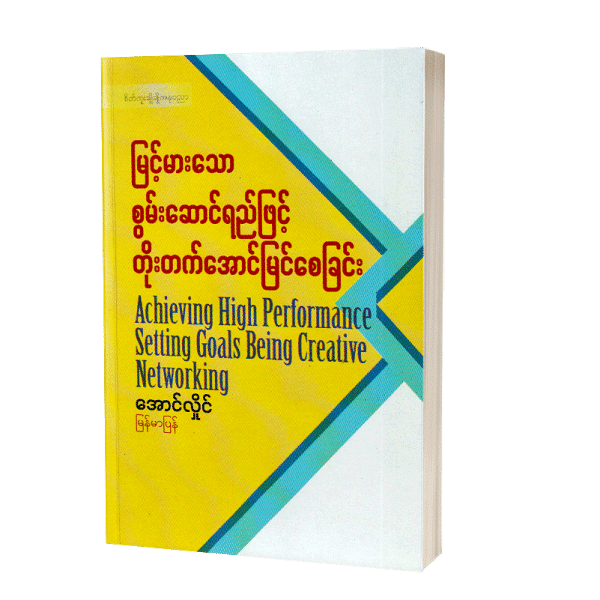 မြင့်မားသော
စွမ်းဆောင်ရည်ဖြင့်
တိုးတက်အောင်မြင်စေခြင်း
Achieving High Performance
Setting Goals Being Creative
Networking
အောင်လှိုင်
မြန်မာပြန်